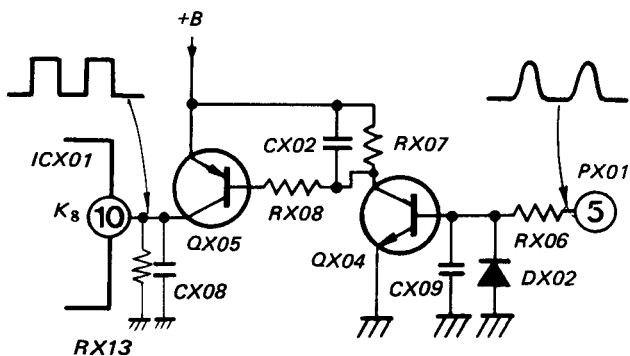 +B
CX02
RX07
PX01
ICX01
K8
10
RX08
5
QX05
RX06
QX04
DX02
CX08
CX09
RX13